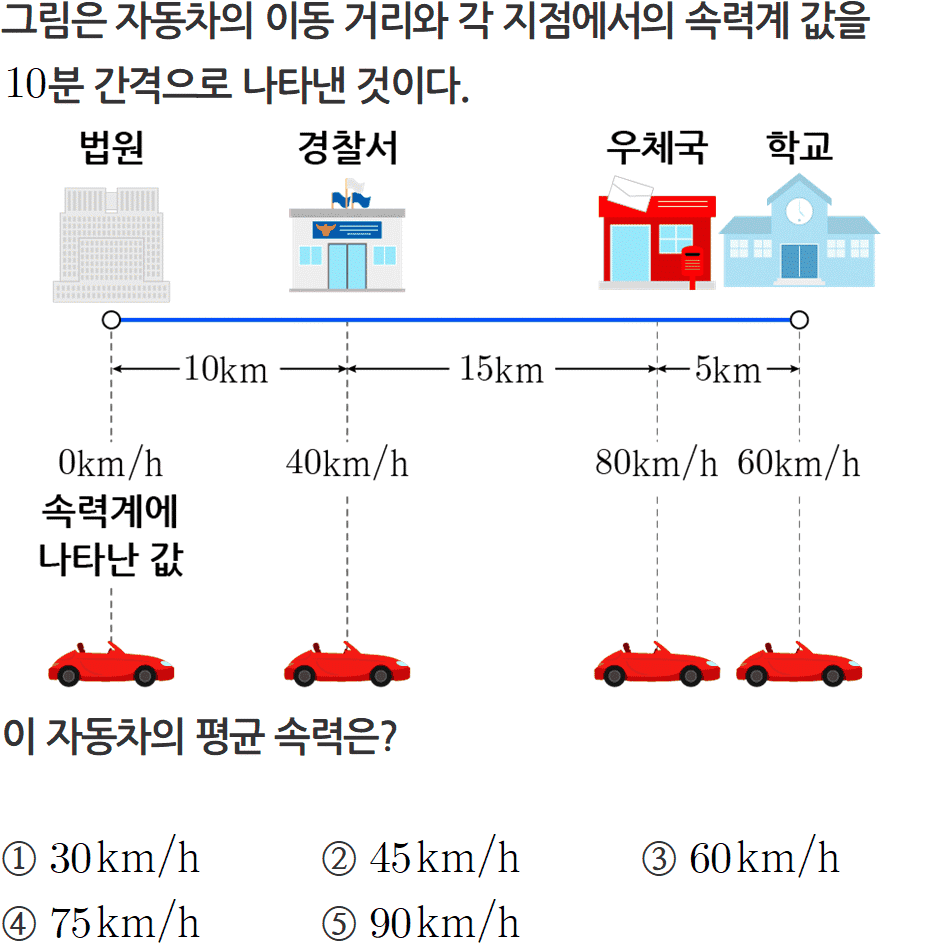 그림은 자동차의 이동 거리와 각 지점에서의 속력계 값을
10분 간격으로 나타낸 것이다.
법원 경찰서 우체국 학교
10km 15km 5km
0km/h 40km/h 80km/h 60km/h
속력계에
나타난 값
이 자동차의 평균 속력은?
① 30km/h ② 45km/h ③ 60km/h
④ 75km/h ⑤ 90km/h